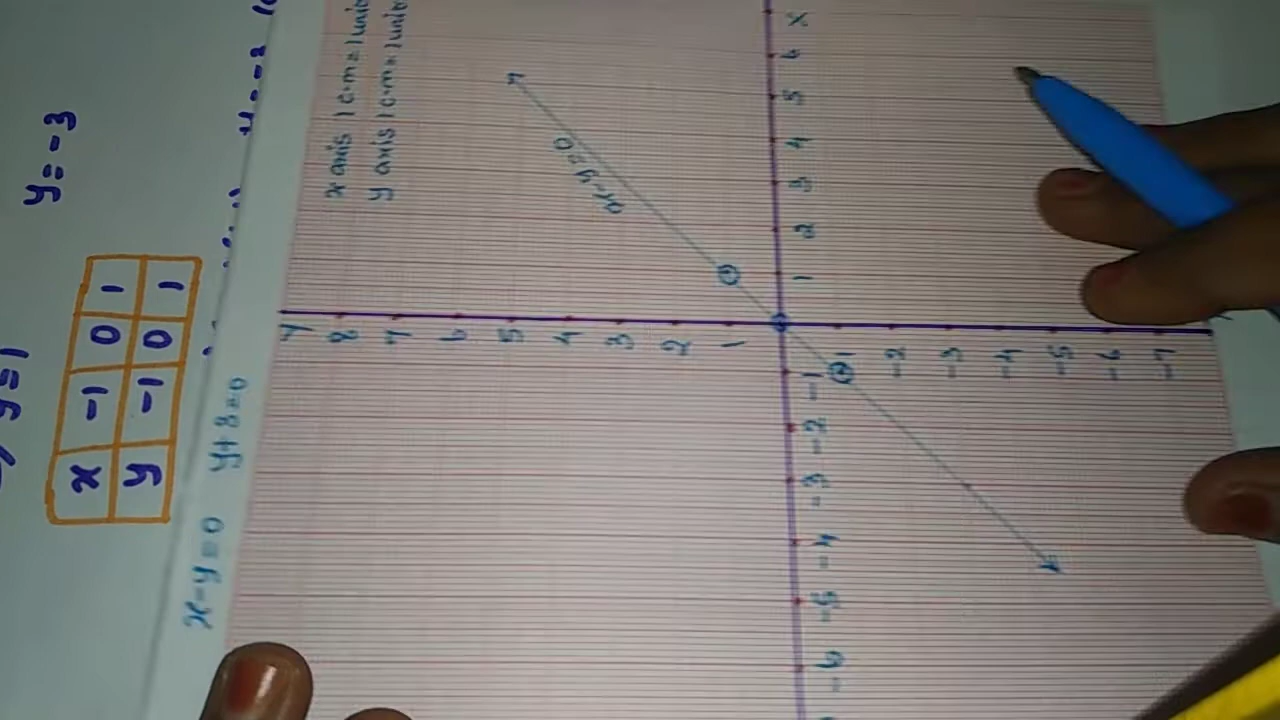 y = 1
y = -3
x -1 0 1
y -1 0 1
x-y=0 y+3=0
x axis 1 c.m = 1 unit
y axis 1 c.m = 1 unit
x-y=0
Y
8
7
6
5
4
3
2
1
-1
-2
-3
-4
-5
-6
-7
-6 -5 -4 -3 -2 -1 1 2 3 4 5 6 X